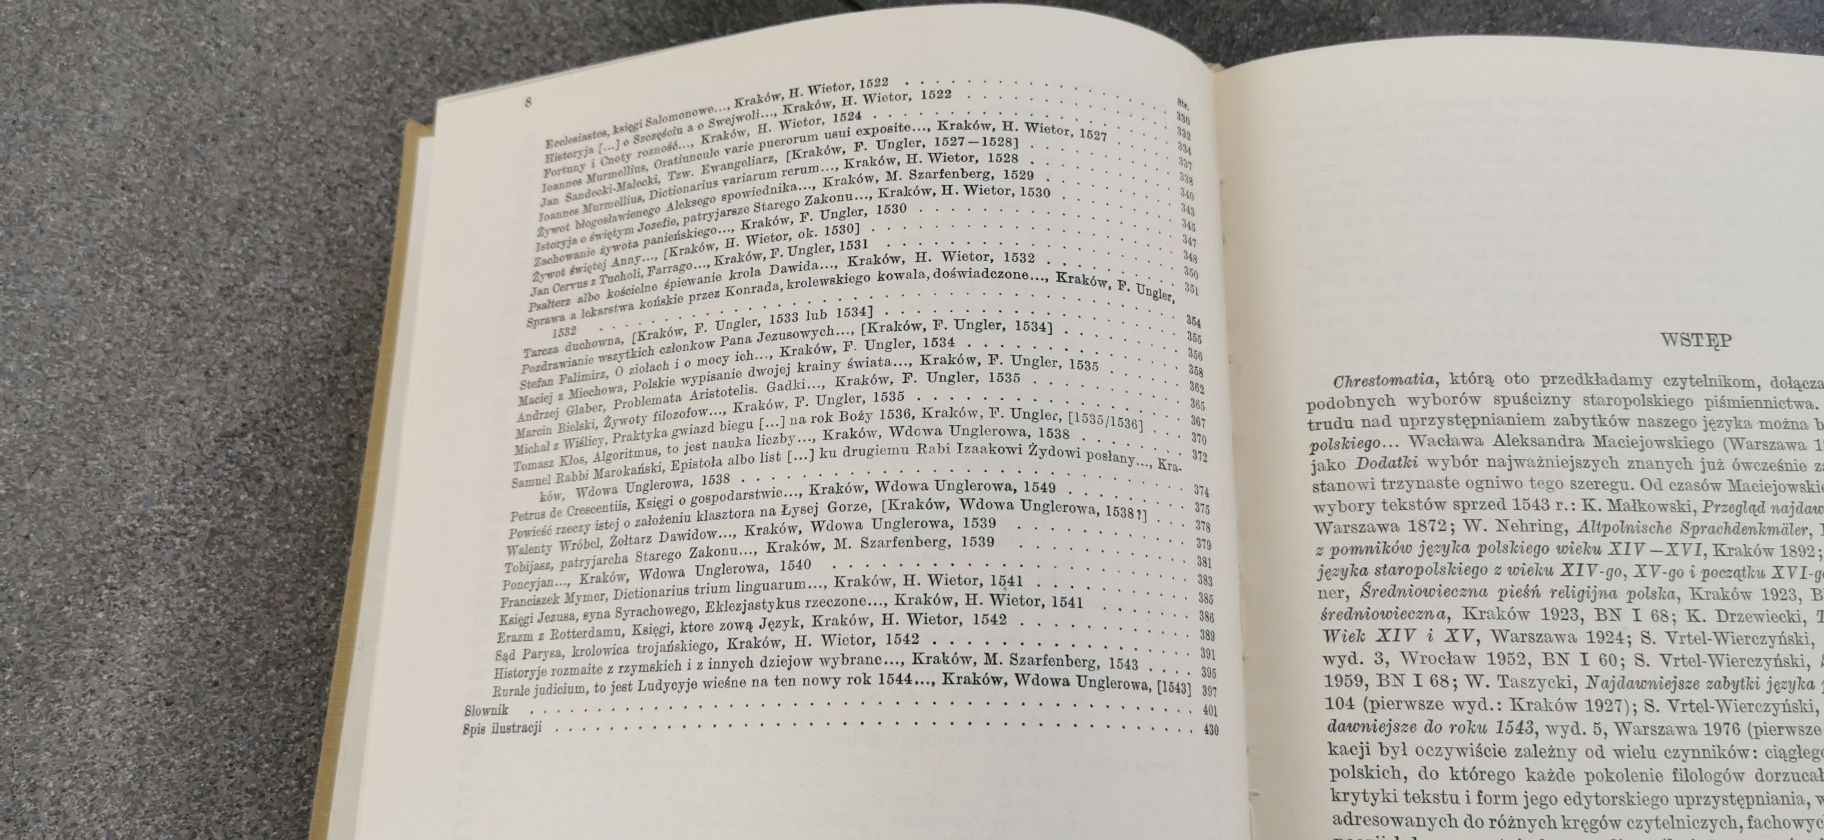 8
Str.
Ecclesiastes, księgi Salomonowe..., Kraków, H. Wietor, 1522 . . . 330
Historyja [...] o Szczęściu a o Swejwoli..., Kraków, H. Wietor, 1522 . . . 332
Fortuny i Cnoty rozność..., Kraków, H. Wietor, 1524 . . . 334
Ioannes Murmellius, Oratiuncule varie puerorum usui exposite..., Kraków, H. Wietor, 1527 . . . 337
Jan Sandecki-Malecki, Tzw. Ewangeliarz, [Kraków, F. Ungler, 1527—1528] . . . 338
Ioannes Murmellius, Dictionarius variarum rerum..., Kraków, H. Wietor, 1528 . . . 340
Żywot błogosławienego Aleksego spowiednika..., Kraków, M. Szarfenberg, 1529 . . . 343
Istoryja o świętym Jozefie, patryjarsze Starego Zakonu..., Kraków, H. Wietor, 1530 . . . 345
Zachowanie żywota panieńskiego..., Kraków, F. Ungler, 1530 . . . 347
Żywot świętej Anny..., [Kraków, H. Wietor, ok. 1530] . . . 348
Jan Cervus z Tucholi, Farrago..., Kraków, F. Ungler, 1531 . . . 350
Psałterz albo kościelne śpiewanie krola Dawida..., Kraków, H. Wietor, 1532 . . . 351
Sprawa a lekarstwa końskie przez Konrada, krolewskiego kowala, doświadczone..., Kraków, F. Ungler,
1532 . . . 354
Tarcza duchowna, [Kraków, F. Ungler, 1533 lub 1534] . . . 355
Pozdrawianie wszytkich członkow Pana Jezusowych..., [Kraków, F. Ungler, 1534] . . . 356
Stefan Falimirz, O ziołach i o mocy ich..., Kraków, F. Ungler, 1534 . . . 358
Maciej z Miechowa, Polskie wypisanie dwojej krainy świata..., Kraków, F. Ungler, 1535 . . . 362
Andrzej Glaber, Problemata Aristotelis. Gadki..., Kraków, F. Ungler, 1535 . . . 365
Marcin Bielski, Żywoty filozofow..., Kraków, F. Ungler, 1535 . . . 367
Michał z Wiślicy, Praktyka gwiazd biegu [...] na rok Boży 1536, Kraków, F. Ungler, [1535/1536] . . . 370
Tomasz Kłos, Algoritmus, to jest nauka liczby..., Kraków, Wdowa Unglerowa, 1538 . . . 372
Samuel Rabbi Marokański, Epistoła albo list [...] ku drugiemu Rabi Izaakowi Żydowi posłany..., Kra-
ków, Wdowa Unglerowa, 1538 . . . 374
Petrus de Crescentiis, Księgi o gospodarstwie..., Kraków, Wdowa Unglerowa, 1549 . . . 375
Powieść rzeczy istej o założeniu klasztora na Łysej Gorze, [Kraków, Wdowa Unglerowa, 1538?] . . . 378
Walenty Wróbel, Żołtarz Dawidow..., Kraków, Wdowa Unglerowa, 1539 . . . 379
Tobijasz, patryjarcha Starego Zakonu..., Kraków, M. Szarfenberg, 1539 . . . 381
Poncyjan..., Kraków, Wdowa Unglerowa, 1540 . . . 383
Franciszek Mymer, Dictionarius trium linguarum..., Kraków, H. Wietor, 1541 . . . 385
Księgi Jezusa, syna Syrachowego, Eklezjastykus rzeczone..., Kraków, H. Wietor, 1541 . . . 386
Erazm z Rotterdamu, Księgi, ktore zową Język, Kraków, H. Wietor, 1542 . . . 389
Sąd Parysa, krolowica trojańskiego, Kraków, H. Wietor, 1542 . . . 391
Historyje rozmaite z rzymskich i z innych dziejow wybrane..., Kraków, M. Szarfenberg, 1543 . . . 395
Rurale judicium, to jest Ludycyje wieśne na ten nowy rok 1544..., Kraków, Wdowa Unglerowa, [1543] 397
Słownik . . . 401
Spis ilustracji . . . 430
WSTĘP
Chrestomatia, którą oto przedkładamy czytelnikom, dołącza
podobnych wyborów spuścizny staropolskiego piśmiennictwa.
trudu nad uprzystępnianiem zabytków naszego języka można b
polskiego... Wacława Aleksandra Maciejowskiego (Warszawa 1
jako Dodatki wybór najważniejszych znanych już ówcześnie z
stanowi trzynaste ogniwo tego szeregu. Od czasów Maciejowskie
wybory tekstów sprzed 1543 r.: K. Małkowski, Przegląd najdaw
Warszawa 1872; W. Nehring, Altpolnische Sprachdenkmäler,
z pomników języka polskiego wieku XIV—XVI, Kraków 1892;
języka staropolskiego z wieku XIV-go, XV-go i początku XVI-g
ner, Średniowieczna pieśń religijna polska, Kraków 1923, B
średniowieczna, Kraków 1923, BN I 68; K. Drzewiecki,
Wiek XIV i XV, Warszawa 1924; S. Vrtel-Wierczyński,
wyd. 3, Wrocław 1952, BN I 60; S. Vrtel-Wierczyński,
1959, BN I 68; W. Taszycki, Najdawniejsze zabytki języka
104 (pierwsze wyd.: Kraków 1927); S. Vrtel-Wierczyński,
dawniejsze do roku 1543, wyd. 5, Warszawa 1976 (pierwsze
kacji był oczywiście zależny od wielu czynników: ciągłego
polskich, do którego każde pokolenie filologów dorzucał
krytyki tekstu i form jego edytorskiego uprzystępniania, w
adresowanych do różnych kręgów czytelniczych, fachowyc